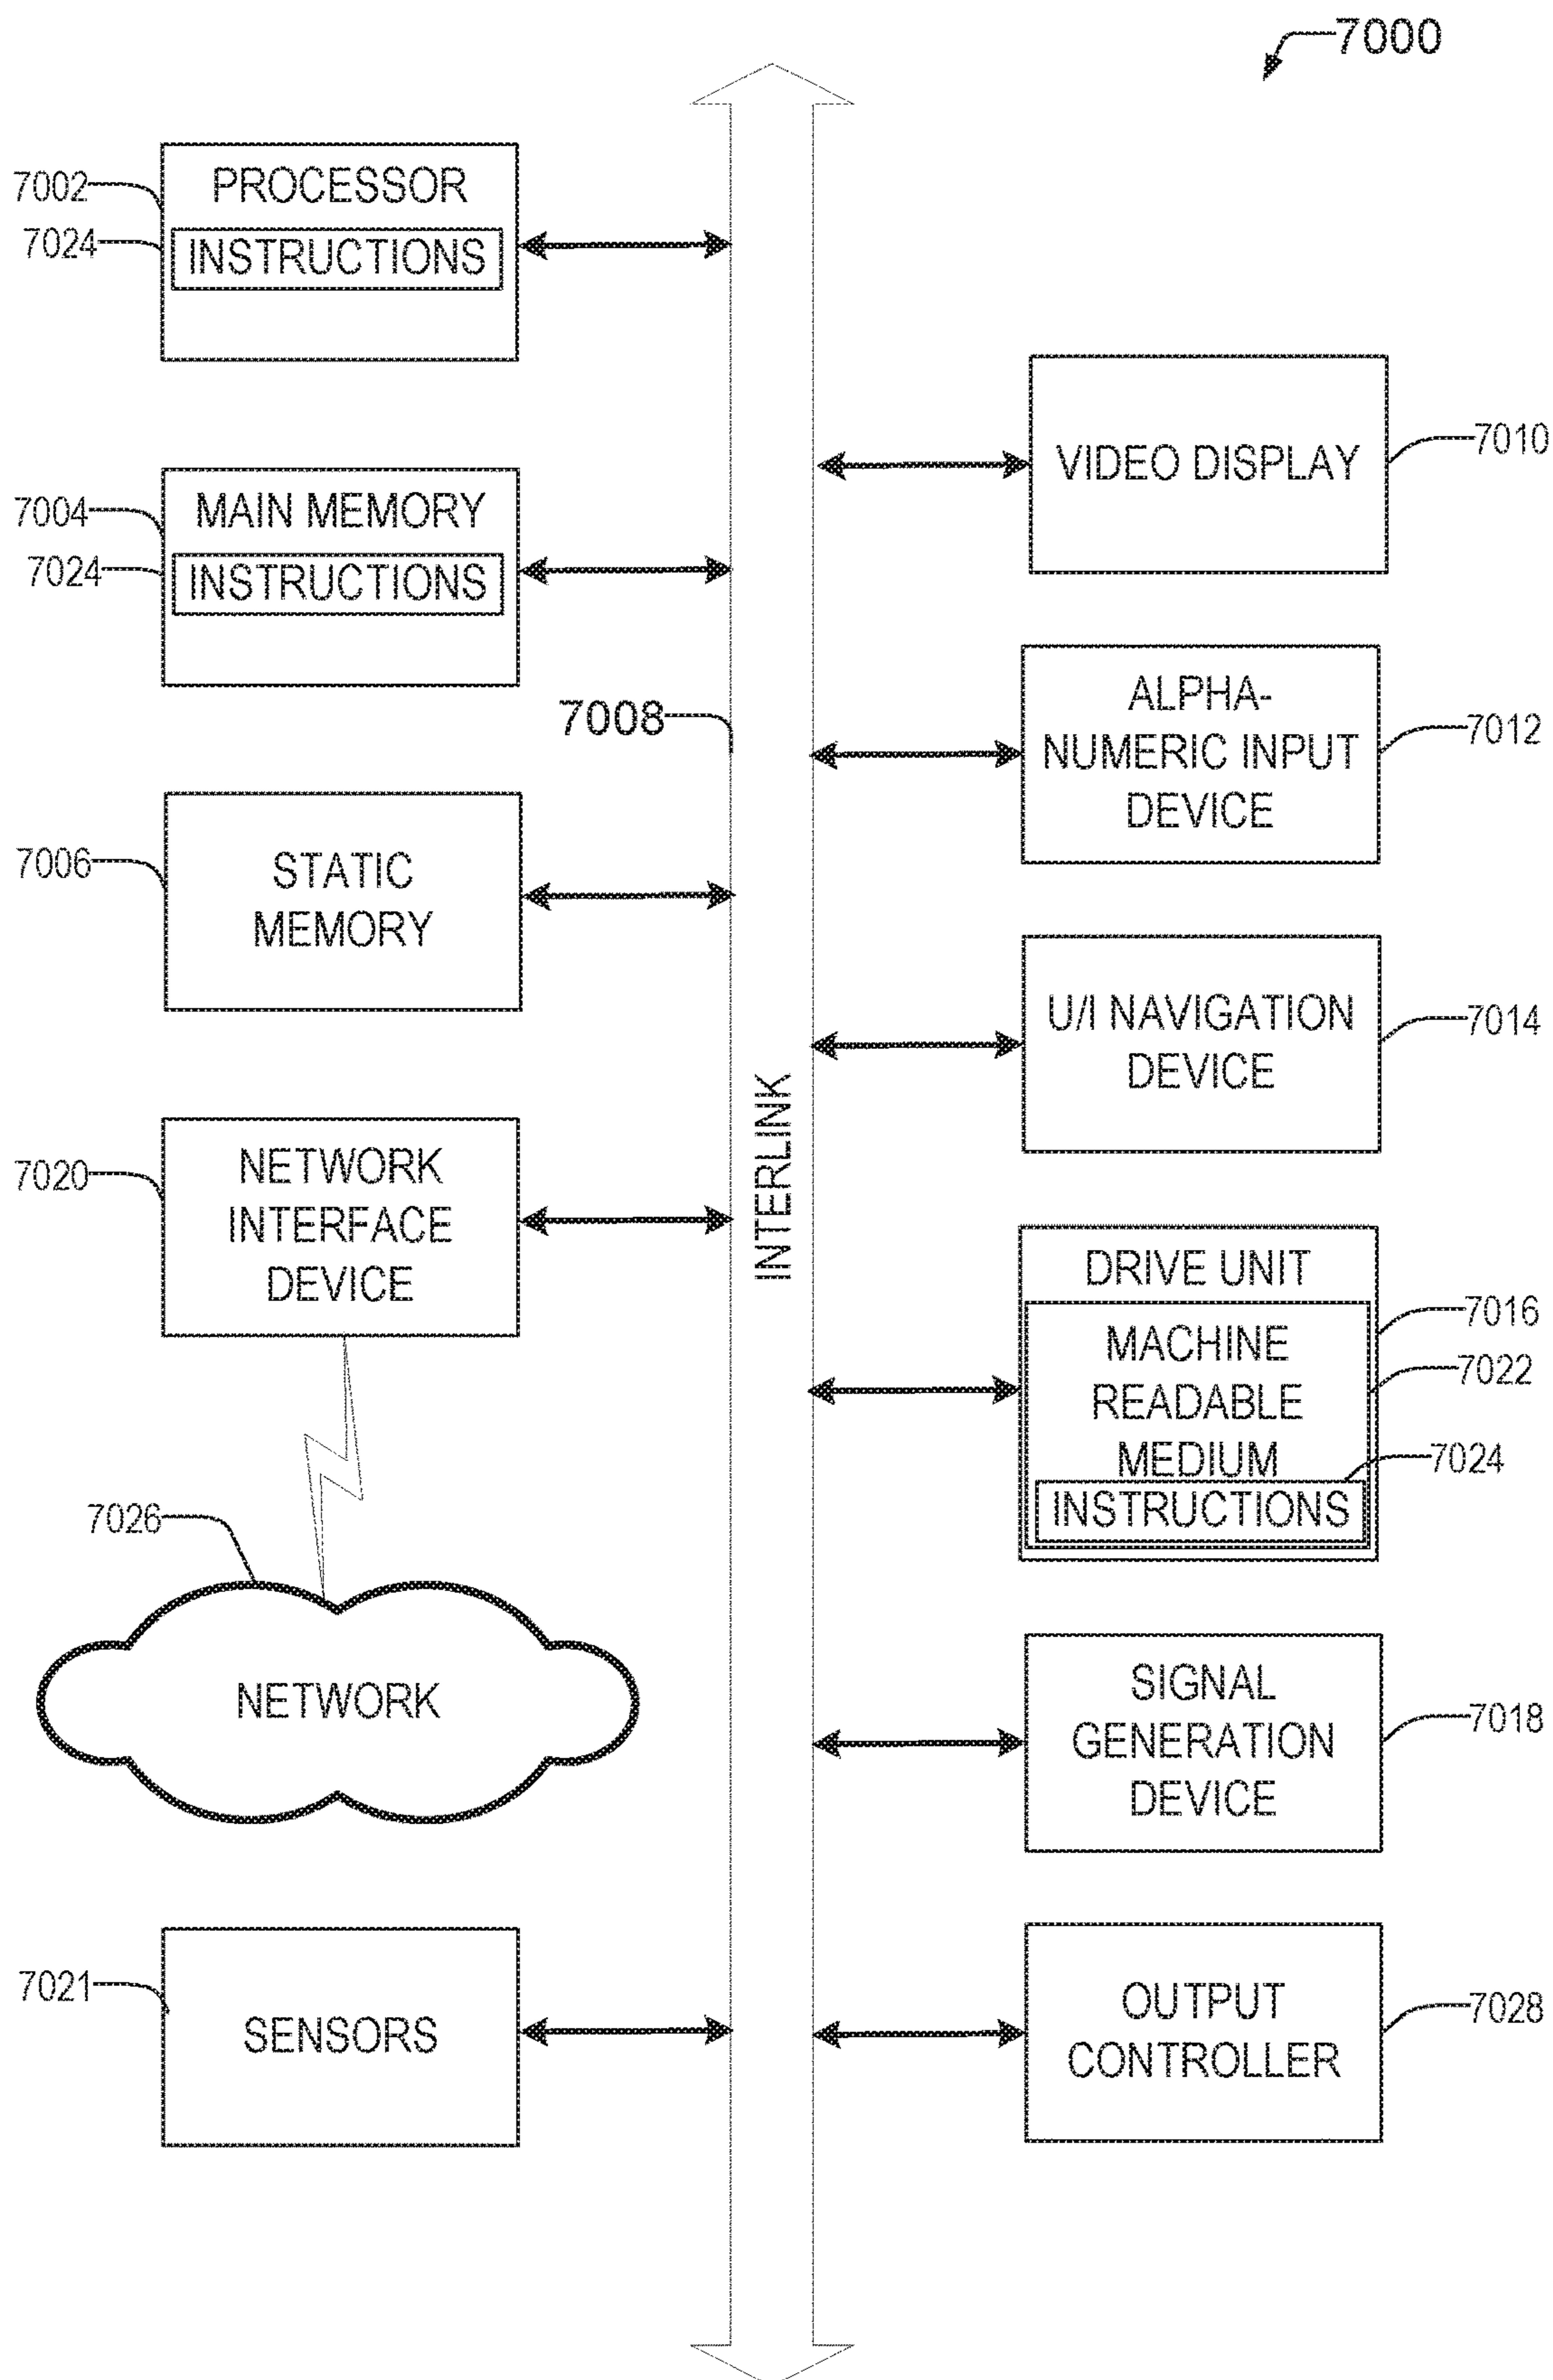 7000
7002
PROCESSOR
7024
INSTRUCTIONS
7004
MAIN MEMORY
7024
INSTRUCTIONS
7008
7006
STATIC
MEMORY
7020
NETWORK
INTERFACE
DEVICE
7026
NETWORK
7021
SENSORS
INTERLINK
VIDEO DISPLAY
7010
ALPHA-
NUMERIC INPUT
DEVICE
7012
U/I NAVIGATION
DEVICE
7014
DRIVE UNIT
7016
MACHINE
READABLE
MEDIUM
7022
7024
INSTRUCTIONS
SIGNAL
GENERATION
DEVICE
7018
OUTPUT
CONTROLLER
7028